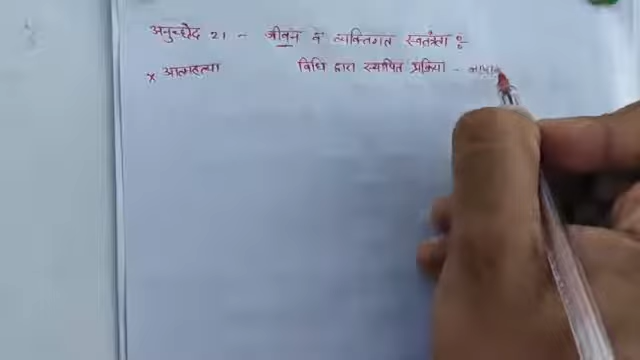 अनुच्छेद 21 - जीवन व व्यक्तिगत स्वतंत्रता :-
x आत्महत्या विधि द्वारा स्थापित प्रक्रिया - जापान